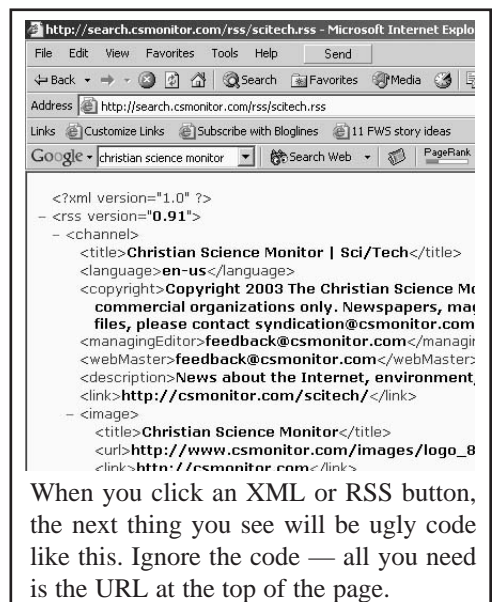 http://search.csmonitor.com/rss/scitech.rss - Microsoft Internet Explo
File Edit View Favorites Tools Help Send
Back Search Favorites Media
Address http://search.csmonitor.com/rss/scitech.rss
Links Customize Links Subscribe with Bloglines 11 FWS story ideas
Google christian science monitor Search Web PageRank
<?xml version="1.0" ?>
- <rss version="0.91">
- <channel>
<title>Christian Science Monitor | Sci/Tech</title>
<language>en-us</language>
<copyright>Copyright 2003 The Christian Science Mo
commercial organizations only. Newspapers, mag
files, please contact syndication@csmonitor.com
<managingEditor>feedback@csmonitor.com</managin
<webMaster>feedback@csmonitor.com</webMaster>
<description>News about the Internet, environment,
<link>http://csmonitor.com/scitech/</link>
- <image>
<title>Christian Science Monitor</title>
<url>http://www.csmonitor.com/images/logo_8
<link>http://csmonitor.com</link>
When you click an XML or RSS button,
the next thing you see will be ugly code
like this. Ignore the code — all you need
is the URL at the top of the page.